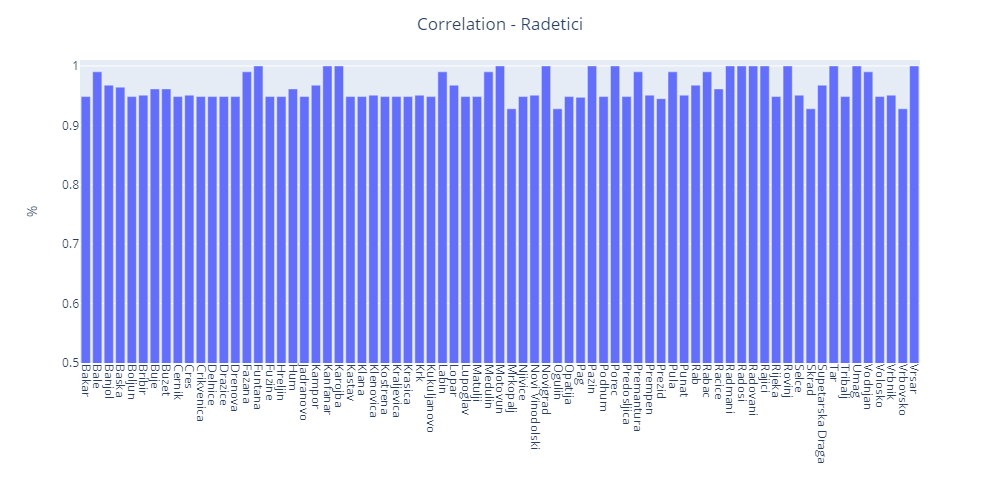 Correlation - Radetici
%
1
0.9
0.8
0.7
0.6
0.5
Bakar
Bale
Banjol
Baska
Boljun
Bribir
Buje
Buzet
Cernik
Cres
Crikvenica
Delnice
Drazice
Drenova
Fazana
Funtana
Fuzine
Hreljin
Hum
Jadranovo
Kampor
Kanfanar
Karojba
Kastav
Klana
Klenovica
Kostrena
Kraljevica
Krasica
Krk
Kukuljanovo
Labin
Lopar
Lupoglav
Matulji
Medulin
Motovun
Mrkopalj
Njivice
Novi Vinodolski
Novigrad
Ogulin
Opatija
Pag
Pazin
Podhum
Porec
Predosljica
Premantura
Prempen
Prezid
Pula
Punat
Rab
Rabac
Racice
Radmani
Radosi
Radovani
Rajici
Rijeka
Rovinj
Selce
Skrad
Supetarska Draga
Tar
Tribalj
Umag
Vodnjan
Volosko
Vrbnik
Vrbovsko
Vrsar